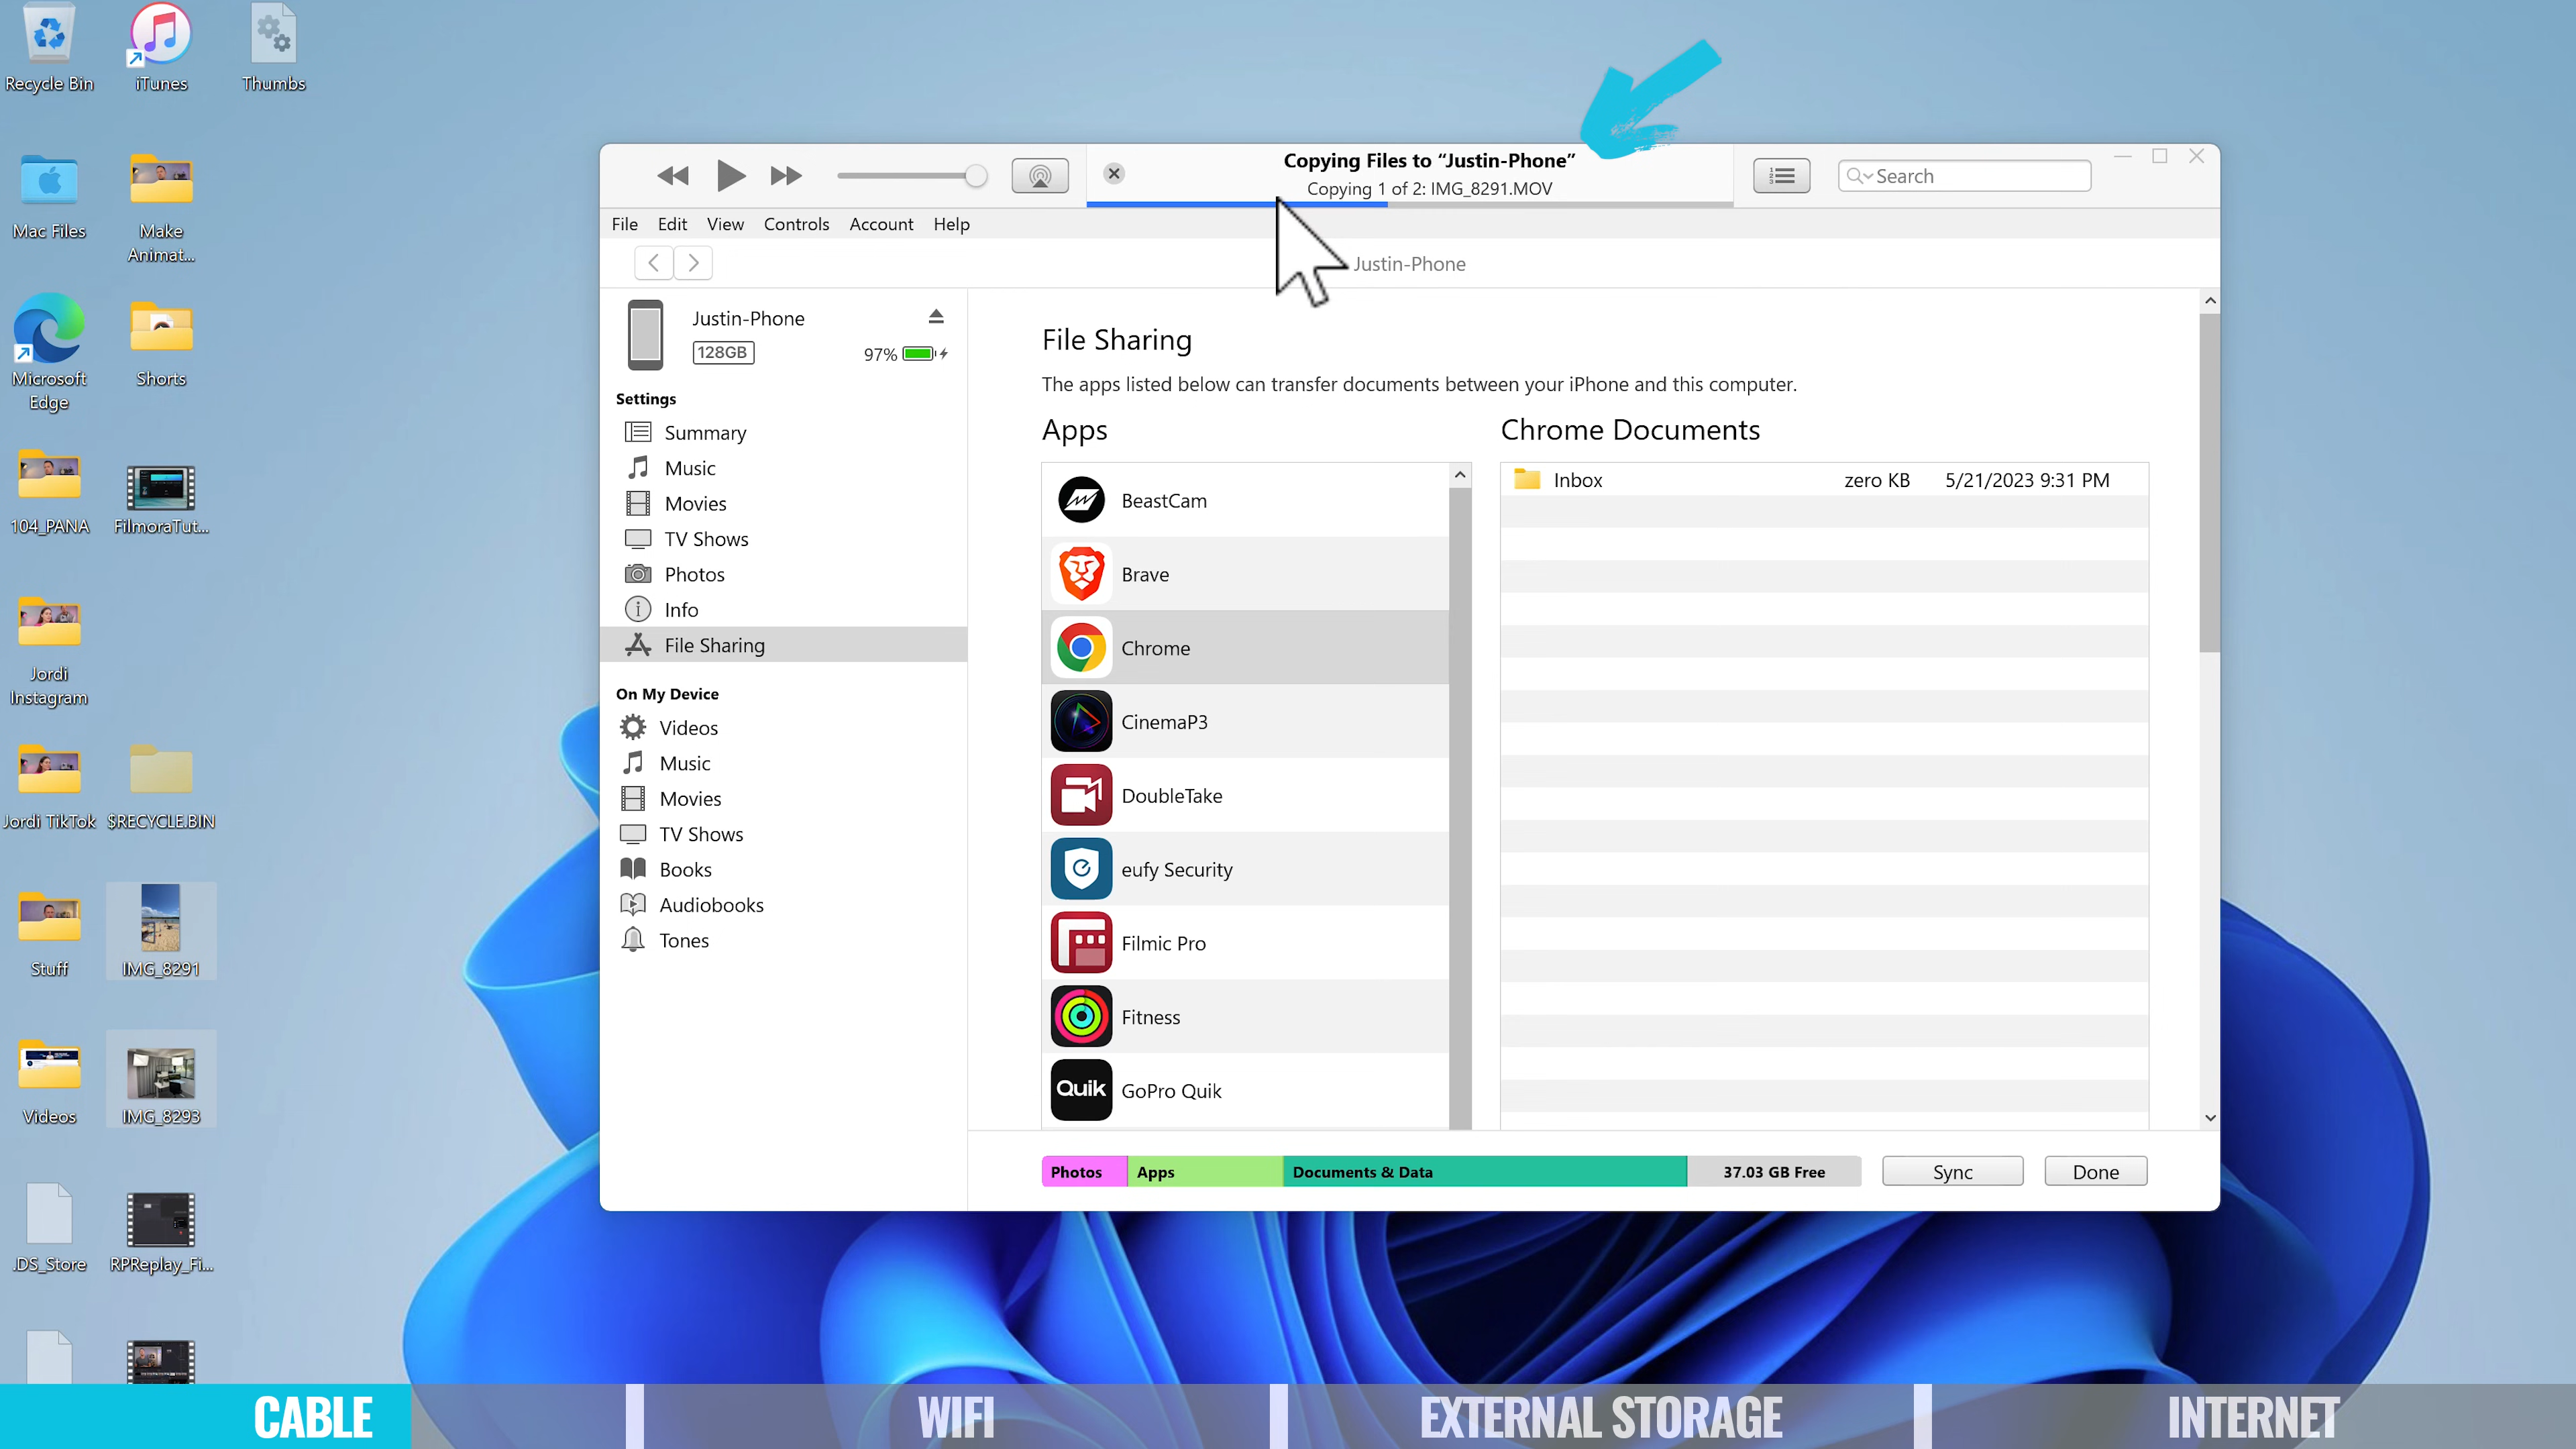 Recycle Bin
iTunes
Thumbs
Mac Files
Make
Animat...
Microsoft
Edge
Shorts
104_PANA
FilmoraTut...
Jordi
Instagram
Jordi TikTok
$RECYCLE.BIN
Stuff
IMG_8291
Videos
IMG_8293
.DS_Store
RPReplay_Fi...
Copying Files to “Justin-Phone”
Copying 1 of 2: IMG_8291.MOV
Search
File Edit View Controls Account Help
Justin-Phone
Justin-Phone
128GB
97%
Settings
Summary
Music
Movies
TV Shows
Photos
Info
File Sharing
On My Device
Videos
Music
Movies
TV Shows
Books
Audiobooks
Tones
File Sharing
The apps listed below can transfer documents between your iPhone and this computer.
Apps
BeastCam
Brave
Chrome
CinemaP3
DoubleTake
eufy Security
Filmic Pro
Fitness
Quik
GoPro Quik
Chrome Documents
Inbox zero KB 5/21/2023 9:31 PM
Photos Apps Documents & Data 37.03 GB Free
Sync
Done
CABLE
WIFI
EXTERNAL STORAGE
INTERNET